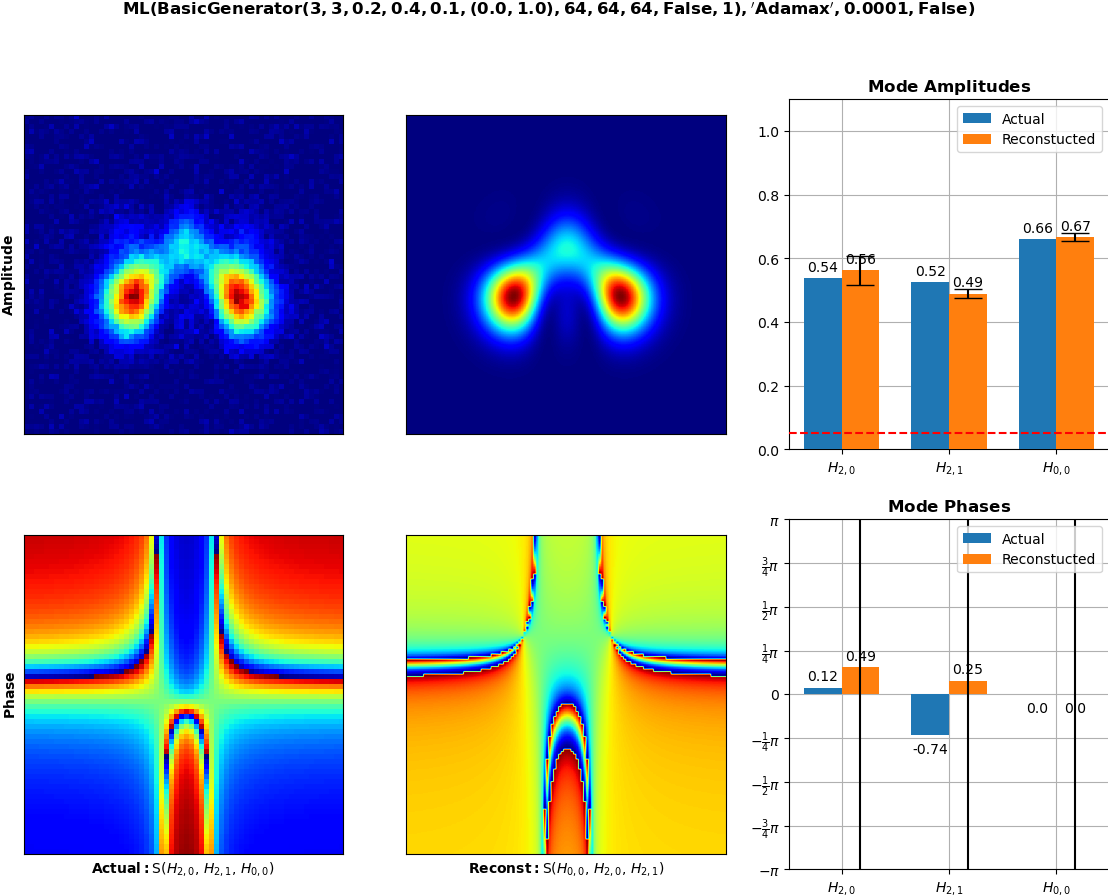 ML(BasicGenerator(3, 3, 0.2, 0.4, 0.1, (0.0, 1.0), 64, 64, 64, False, 1), ′Adamax′, 0.0001, False)
Mode Amplitudes
Actual
Reconstucted
1.0
0.8
0.6
0.4
0.2
0.0
0.54
0.56
0.52
0.49
0.66
0.67
H2,0
H2,1
H0,0
Amplitude
Mode Phases
Actual
Reconstucted
π
3/4π
1/2π
1/4π
0
−1/4π
−1/2π
−3/4π
−π
0.12
0.49
-0.74
0.25
0.0
0.0
H2,0
H2,1
H0,0
Phase
Actual: S(H2,0, H2,1, H0,0)
Reconst: S(H0,0, H2,0, H2,1)